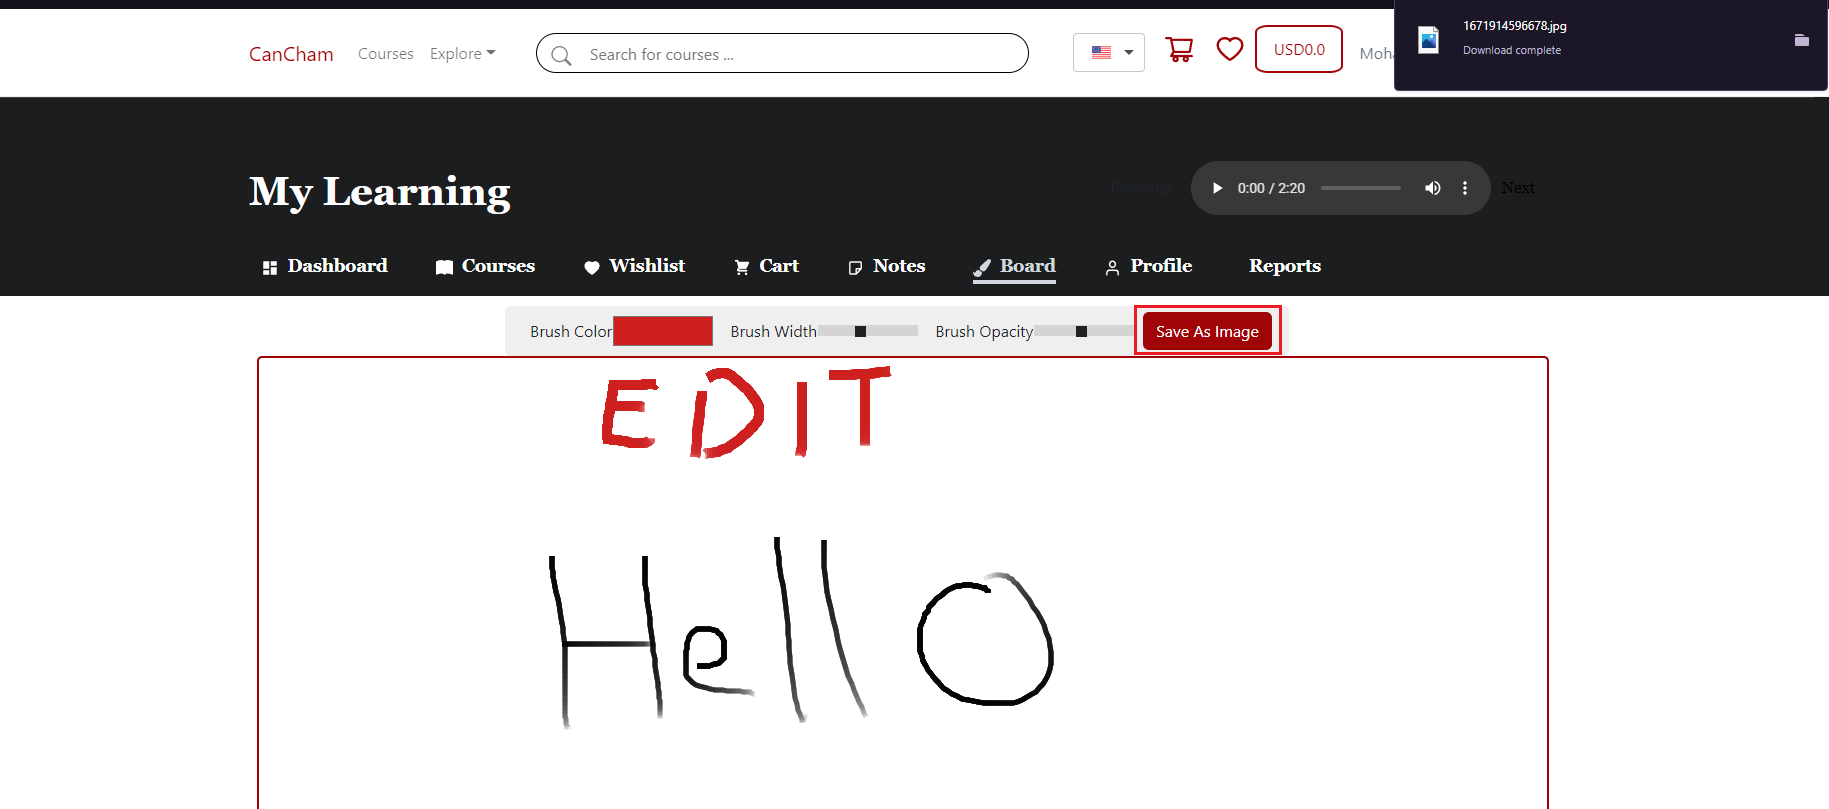 1671914596678.jpg
Download complete
CanCham Courses Explore Search for courses ... USD0.0 Moha
My Learning
Previous 0:00 / 2:20 Next
Dashboard Courses Wishlist Cart Notes Board Profile Reports
Brush Color Brush Width Brush Opacity Save As Image
EDIT
Hello